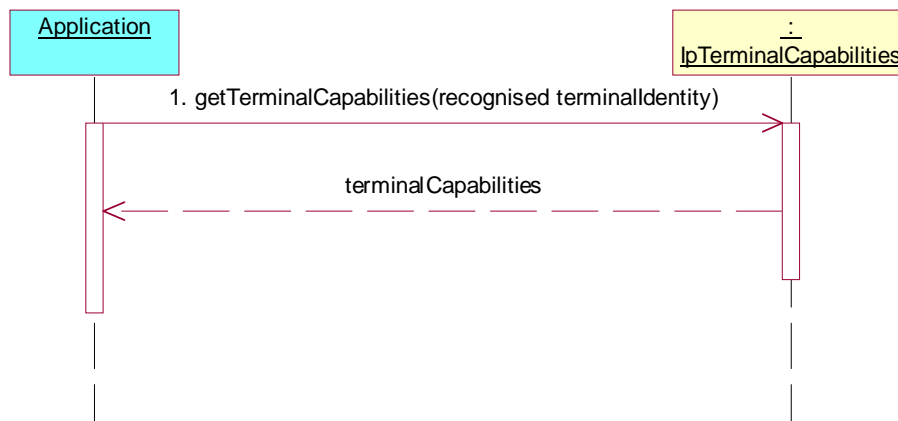 Application
:
IpTerminalCapabilities
1. getTerminalCapabilities(recognised terminalIdentity)
terminalCapabilities